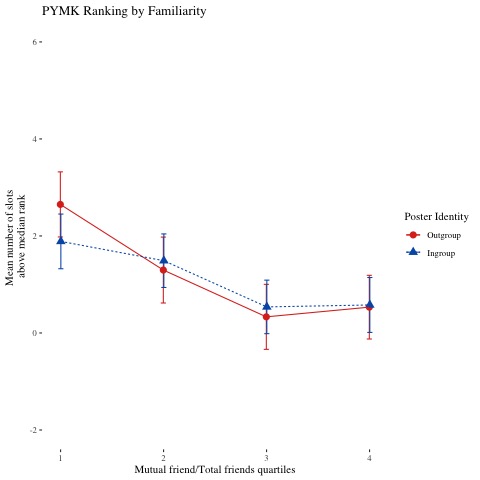 PYMK Ranking by Familiarity
Mean number of slots
above median rank
6
4
2
0
-2
1 2 3 4
Mutual friend/Total friends quartiles
Poster Identity
Outgroup
Ingroup